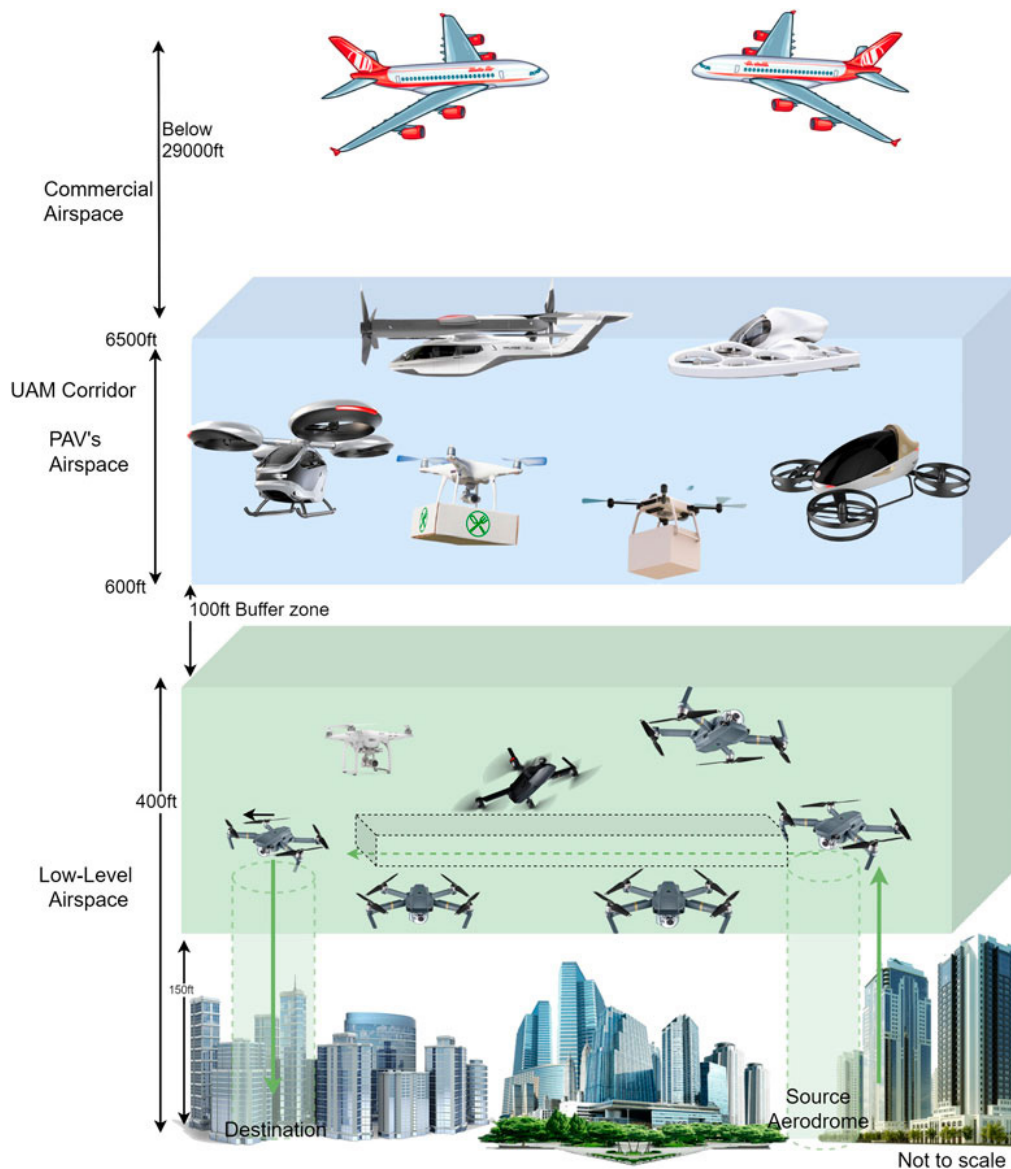 Below
29000ft
Commercial
Airspace
6500ft
UAM Corridor
PAV's
Airspace
600ft
100ft Buffer zone
400ft
Low-Level
Airspace
150ft
Destination
Source
Aerodrome
Not to scale